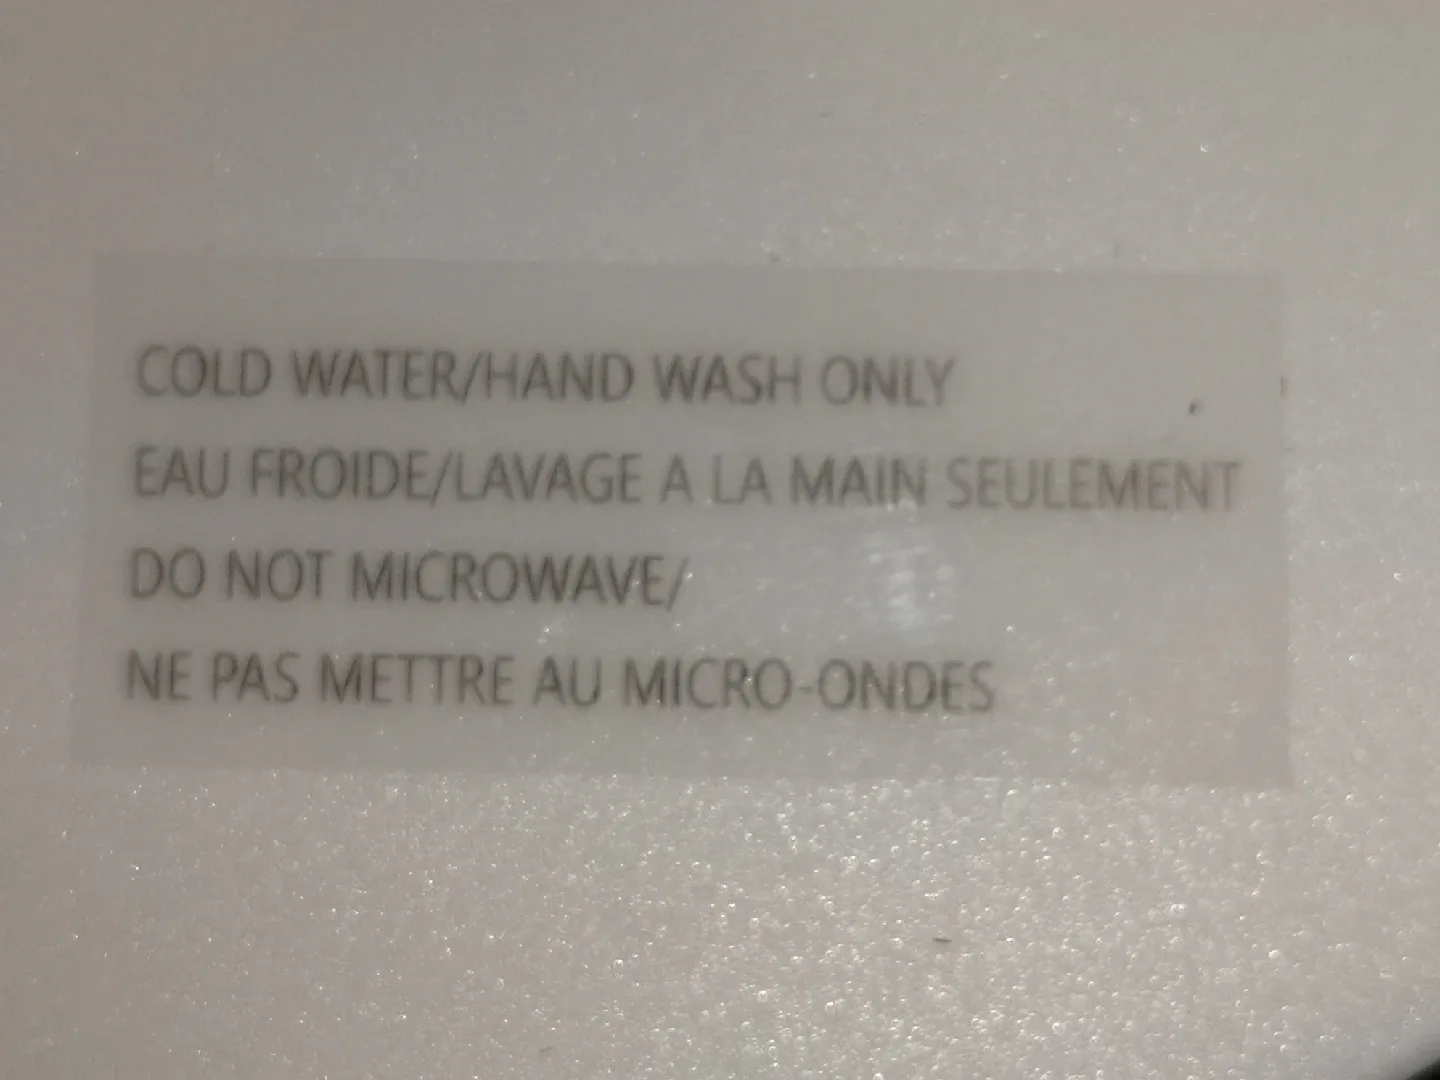 COLD WATER/HAND WASH ONLY
EAU FROIDE/LAVAGE A LA MAIN SEULEMENT
DO NOT MICROWAVE/
NE PAS METTRE AU MICRO-ONDES